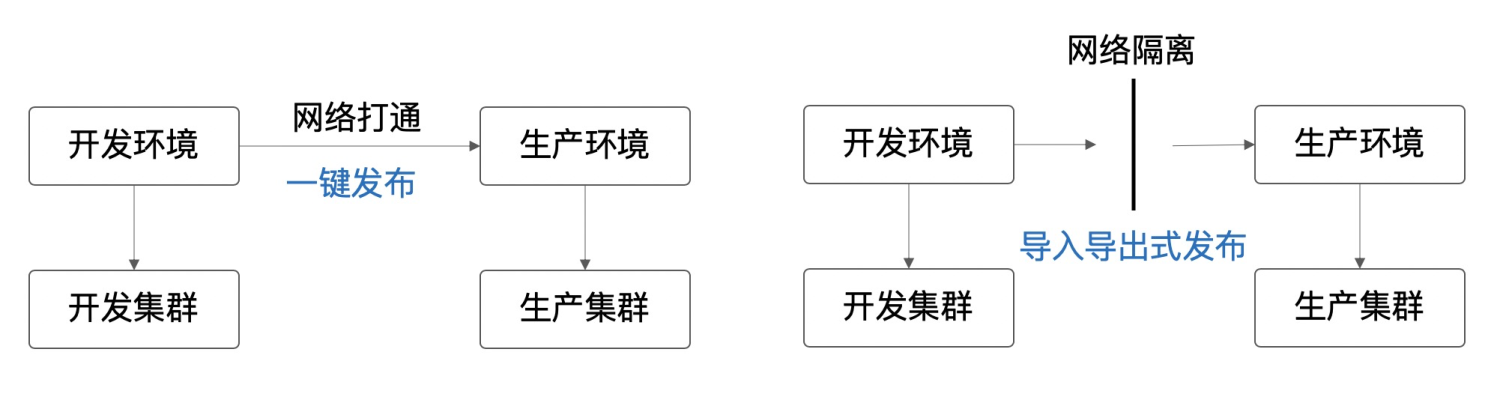 网络打通
开发环境
生产环境
一键发布
开发集群
生产集群
网络隔离
开发环境
生产环境
导入导出式发布
开发集群
生产集群